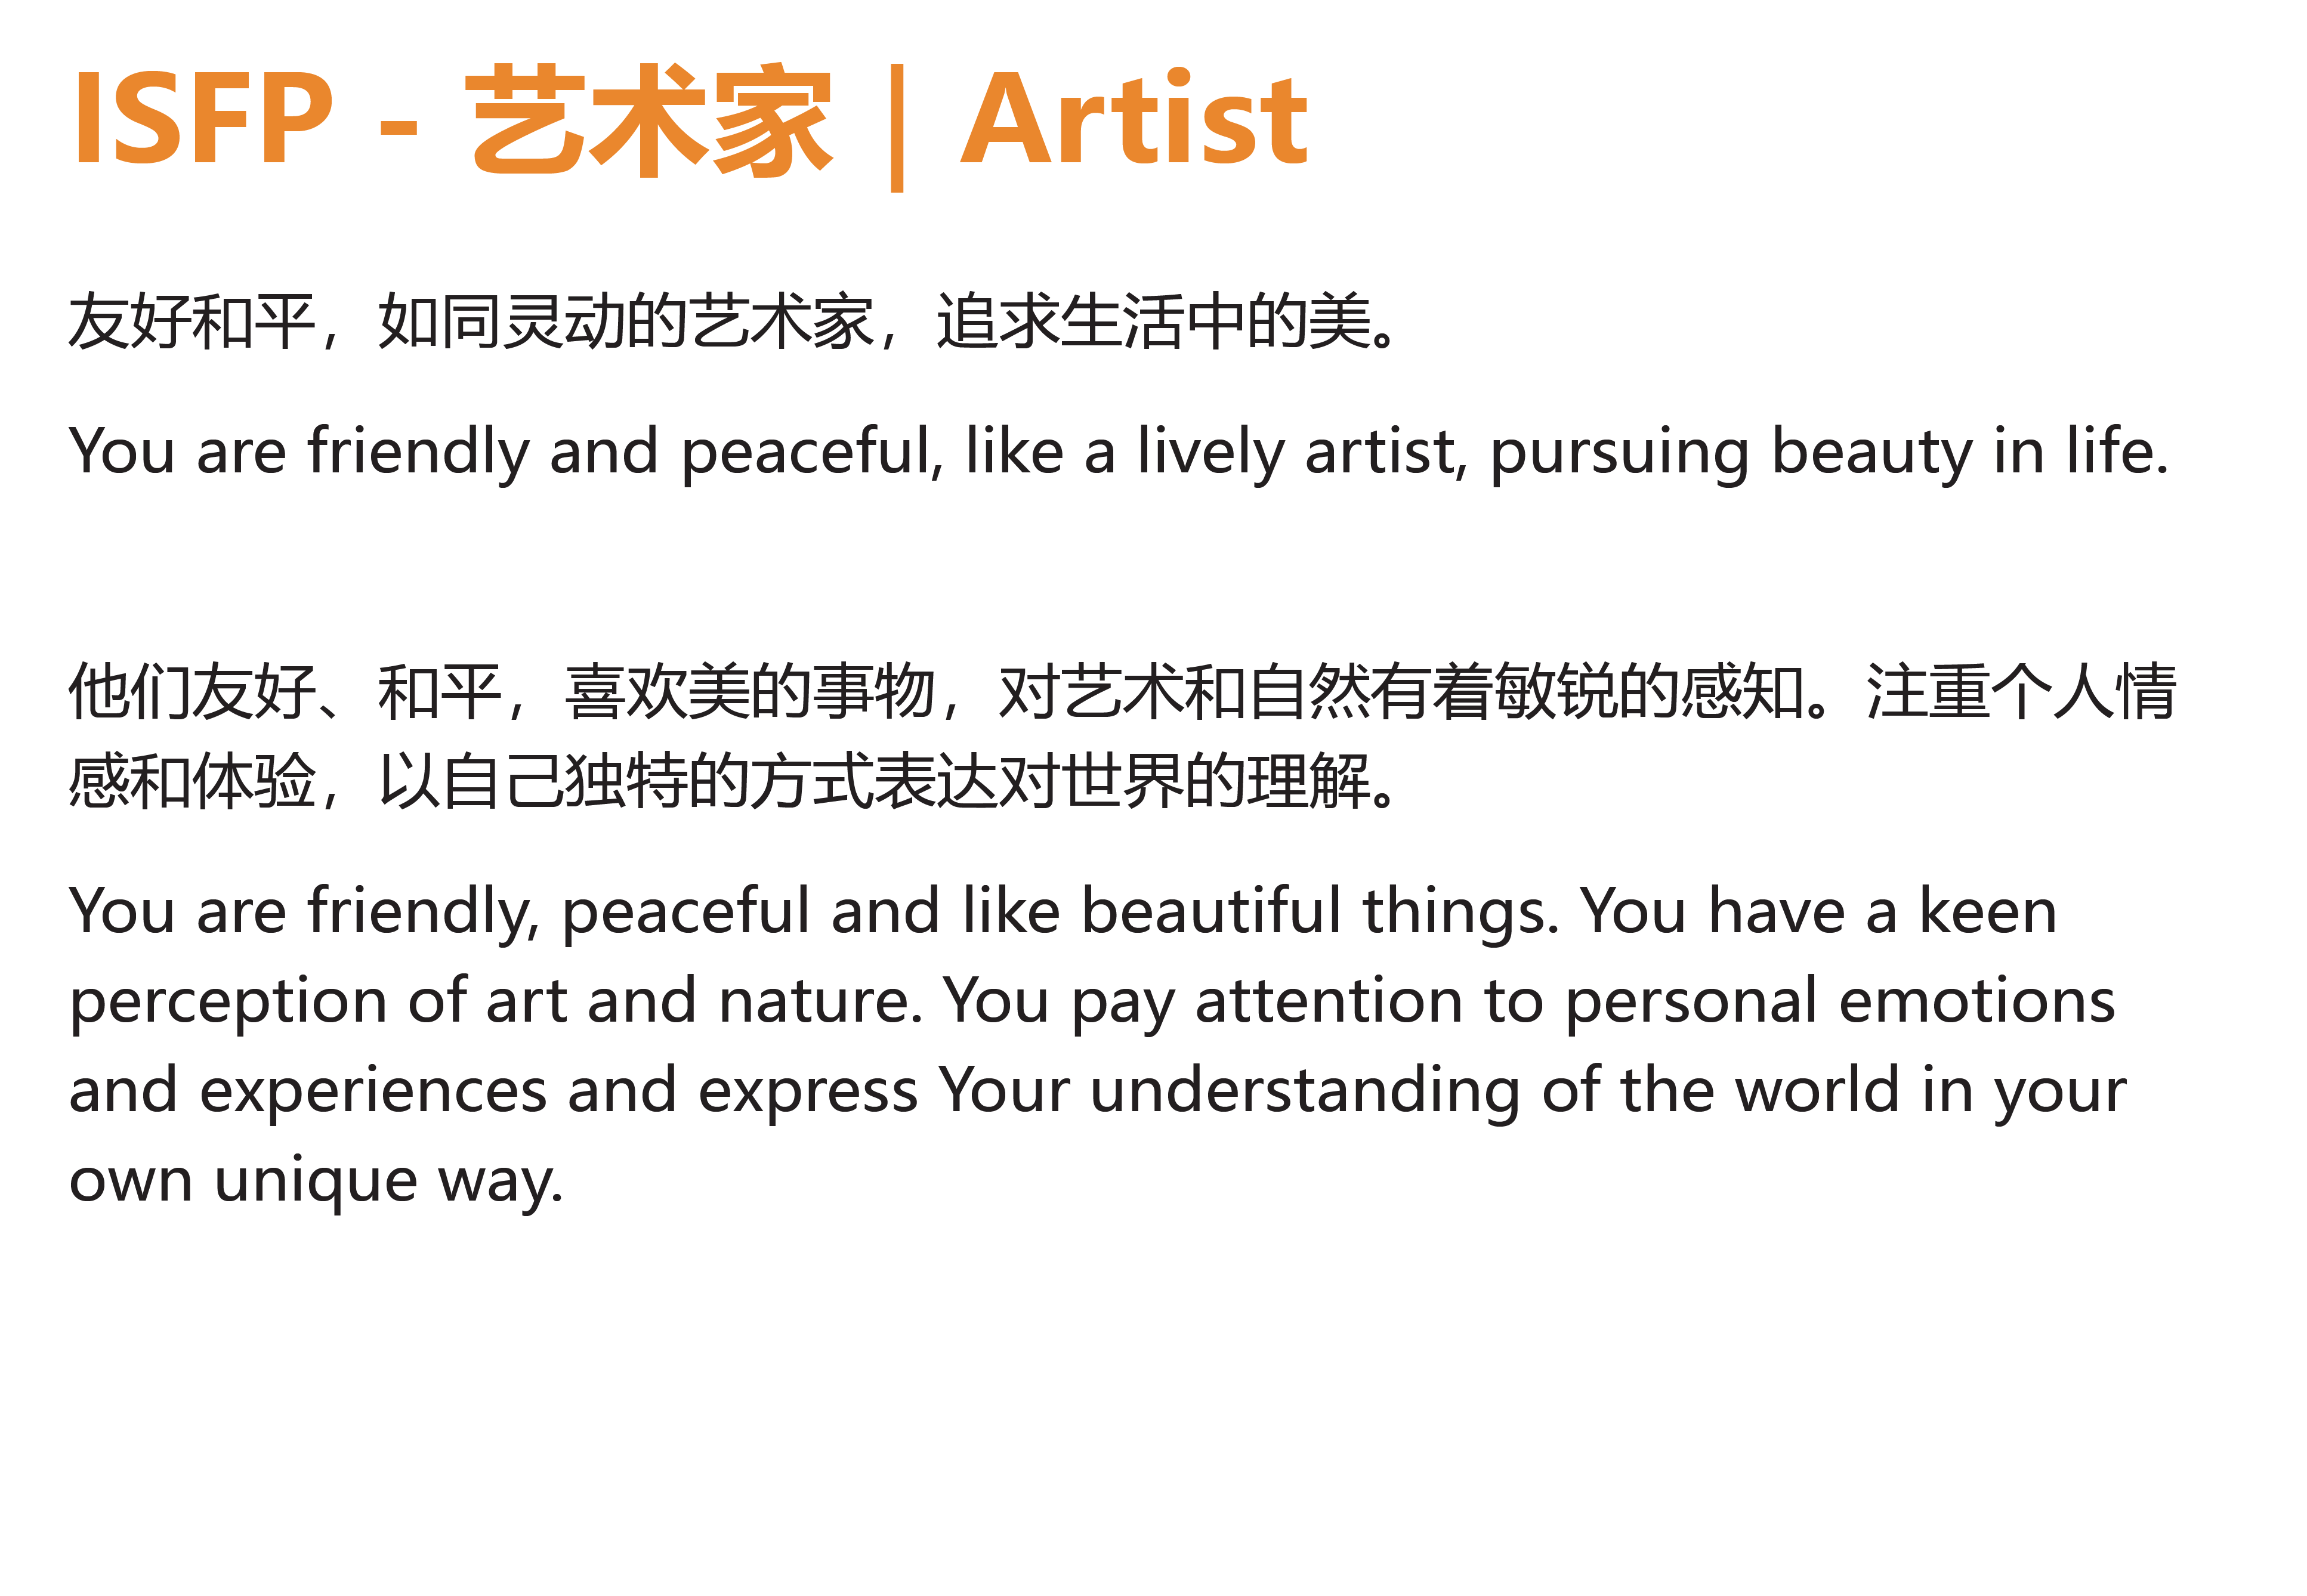 ISFP - 艺术家 | Artist
友好和平，如同灵动的艺术家，追求生活中的美。
You are friendly and peaceful, like a lively artist, pursuing beauty in life.
他们友好、和平，喜欢美的事物，对艺术和自然有着敏锐的感知。注重个人情
感和体验，以自己独特的方式表达对世界的理解。
You are friendly, peaceful and like beautiful things. You have a keen
perception of art and nature. You pay attention to personal emotions
and experiences and express Your understanding of the world in your
own unique way.